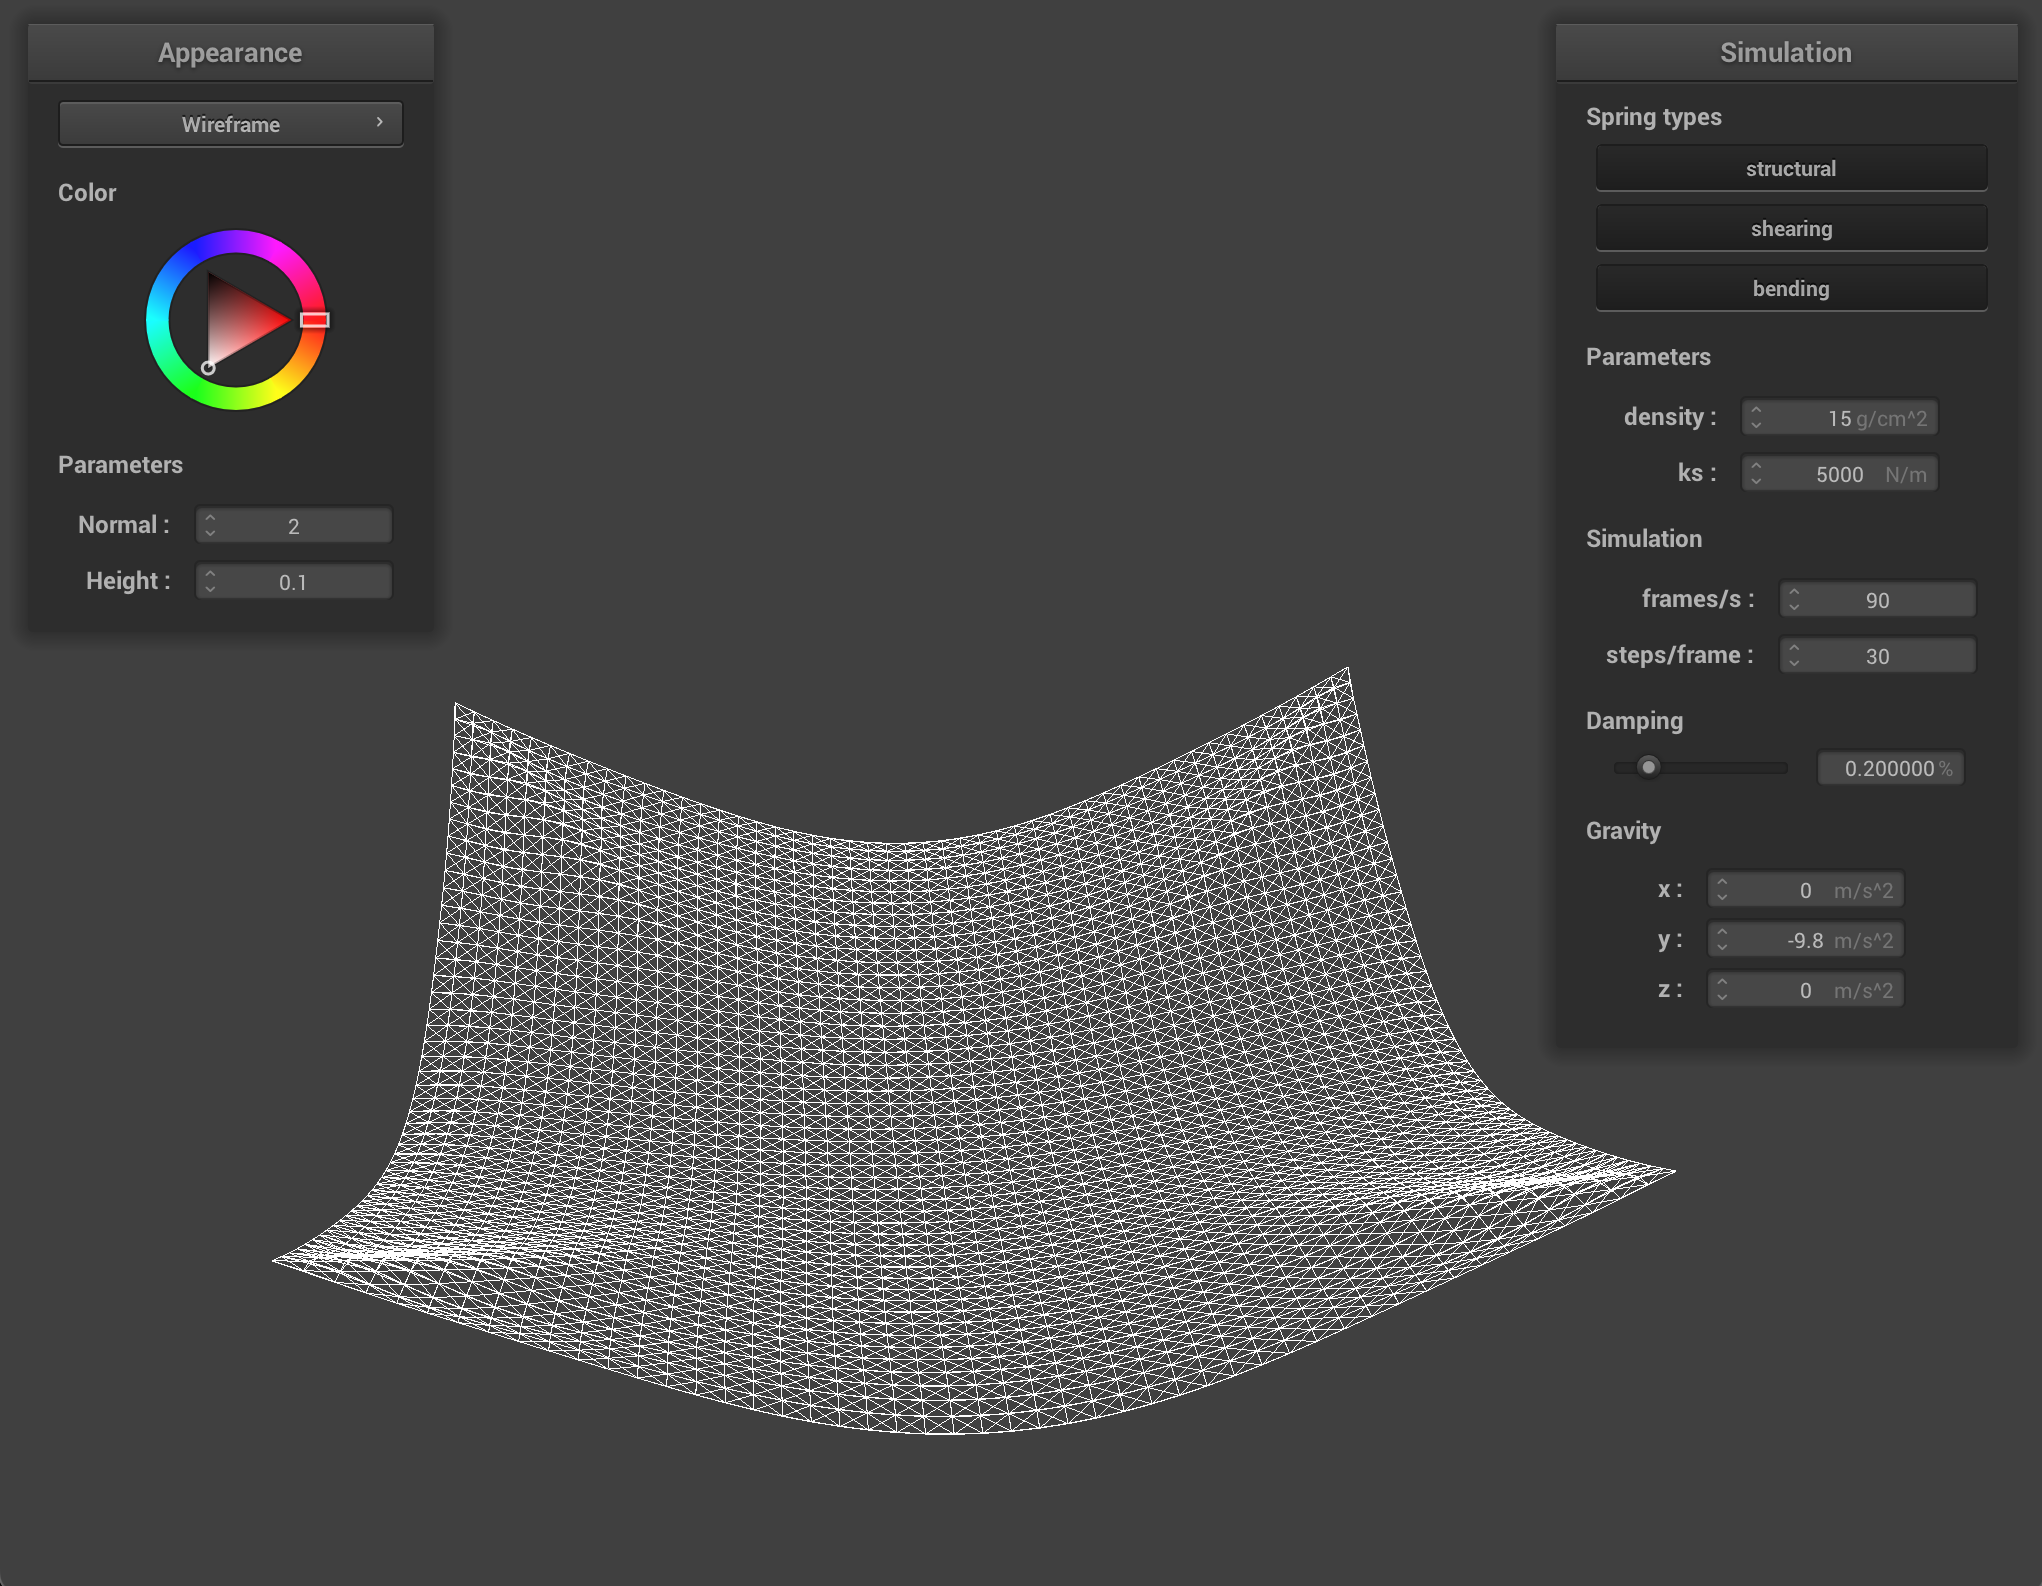 Appearance
Wireframe
Color
Parameters
Normal : 2
Height : 0.1
Simulation
Spring types
structural
shearing
bending
Parameters
density : 15 g/cm^2
ks : 5000 N/m
Simulation
frames/s : 90
steps/frame : 30
Damping
0.200000 %
Gravity
x : 0 m/s^2
y : -9.8 m/s^2
z : 0 m/s^2